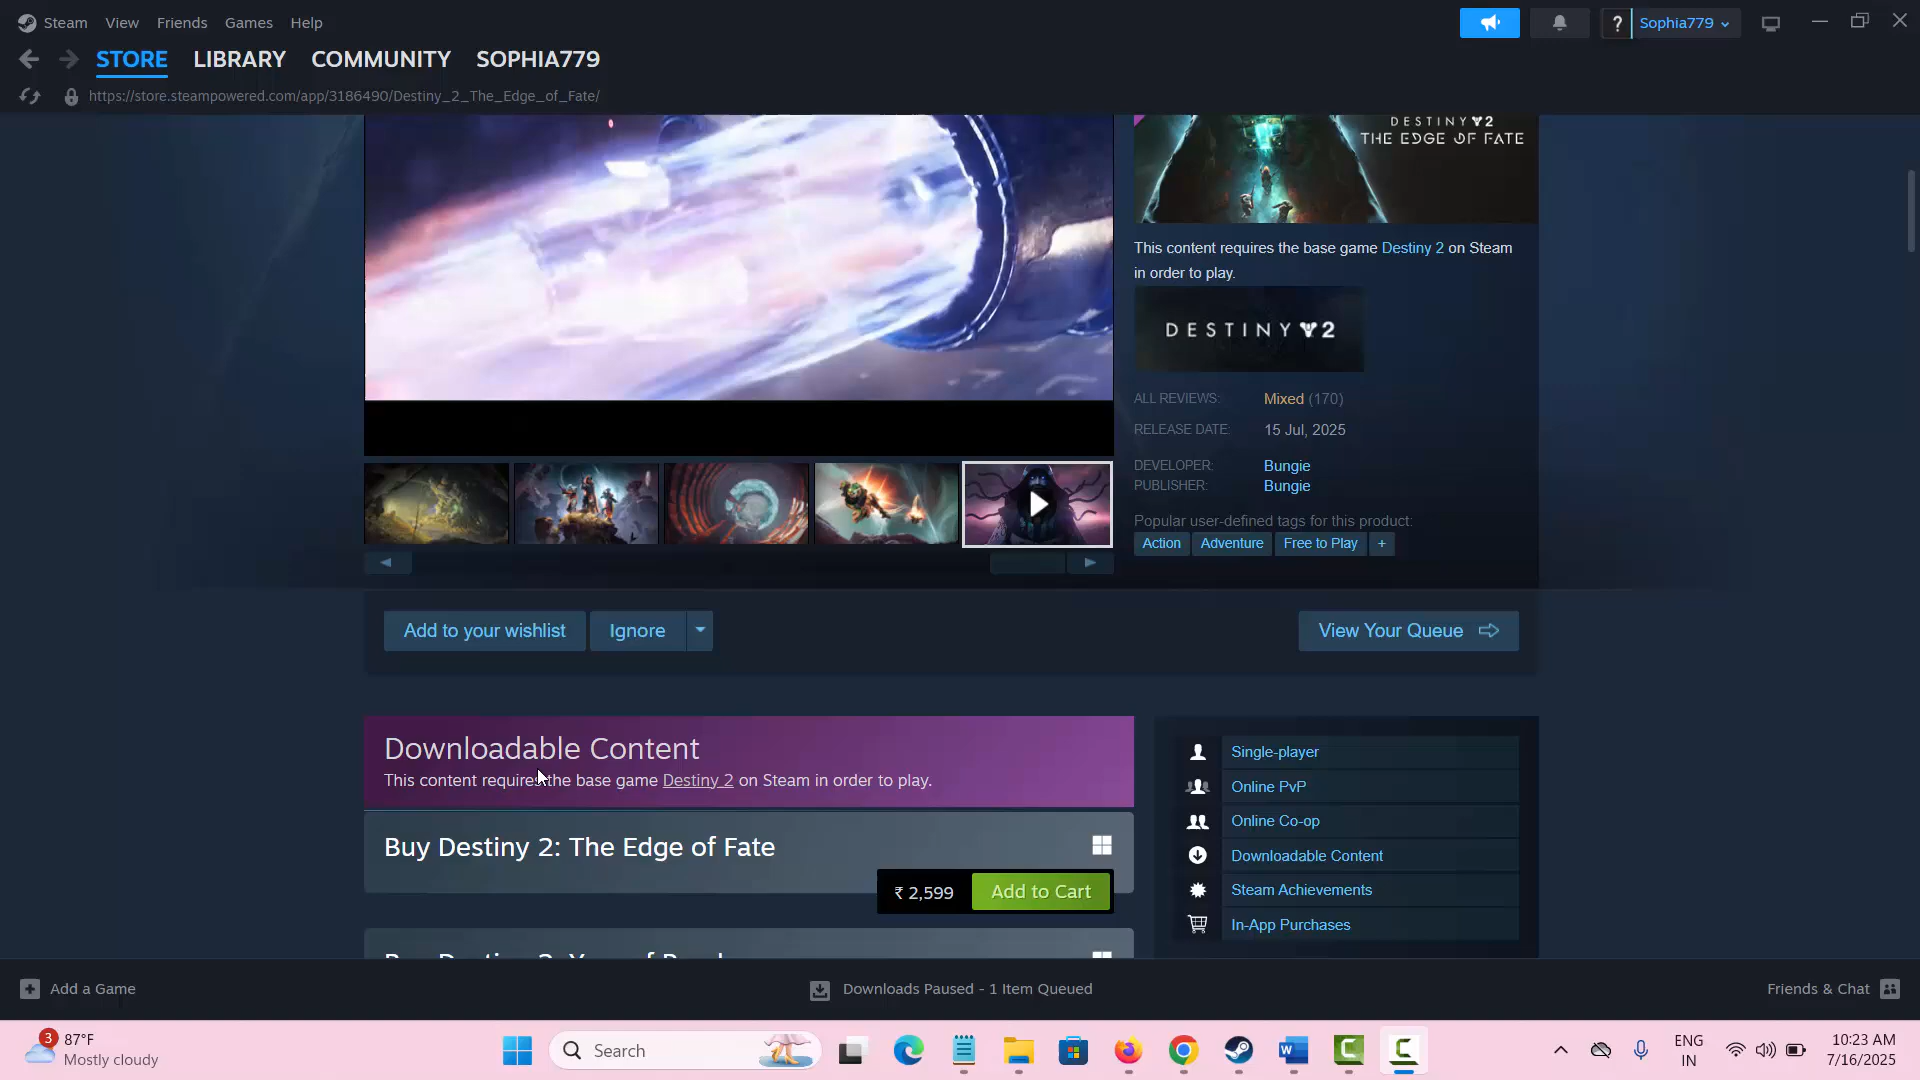 Steam View Friends Games Help
? Sophia779
STORE LIBRARY COMMUNITY SOPHIA779
https://store.steampowered.com/app/3186490/Destiny_2_The_Edge_of_Fate/
DESTINY 2
THE EDGE OF FATE
This content requires the base game Destiny 2 on Steam
in order to play.
DESTINY 2
ALL REVIEWS: Mixed (170)
RELEASE DATE: 15 Jul, 2025
DEVELOPER: Bungie
PUBLISHER: Bungie
Popular user-defined tags for this product:
Action Adventure Free to Play +
Add to your wishlist Ignore View Your Queue
Downloadable Content
This content requires the base game Destiny 2 on Steam in order to play.
Buy Destiny 2: The Edge of Fate
₹ 2,599 Add to Cart
Single-player
Online PvP
Online Co-op
Downloadable Content
Steam Achievements
In-App Purchases
Add a Game Downloads Paused - 1 Item Queued Friends & Chat
3 87°F
Mostly cloudy
Search
ENG
IN
10:23 AM
7/16/2025